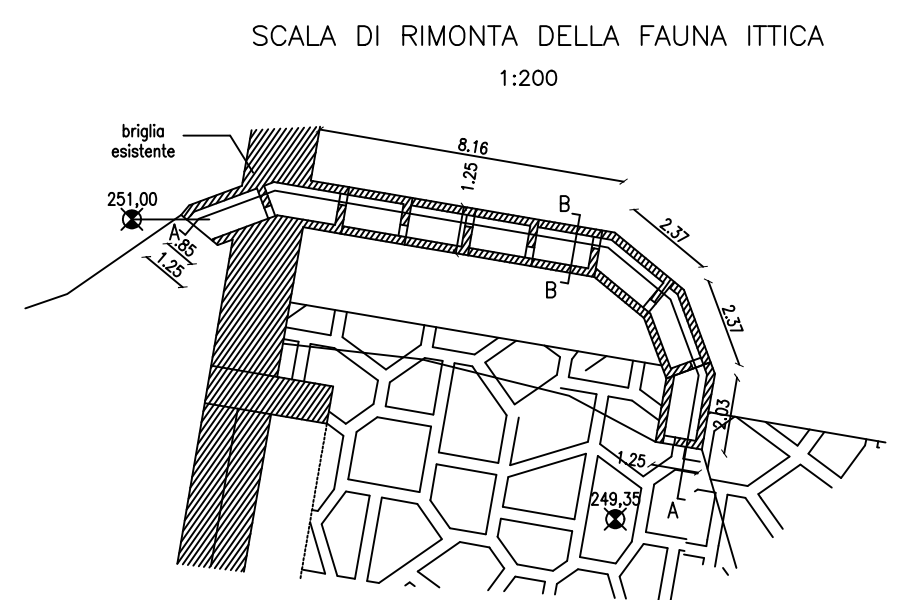 SCALA DI RIMONTA DELLA FAUNA ITTICA
1:200
briglia
esistente
8.16
1.25
251,00
B
2.37
A
.85
1.25
B
2.37
2.03
1.25
249,35
A